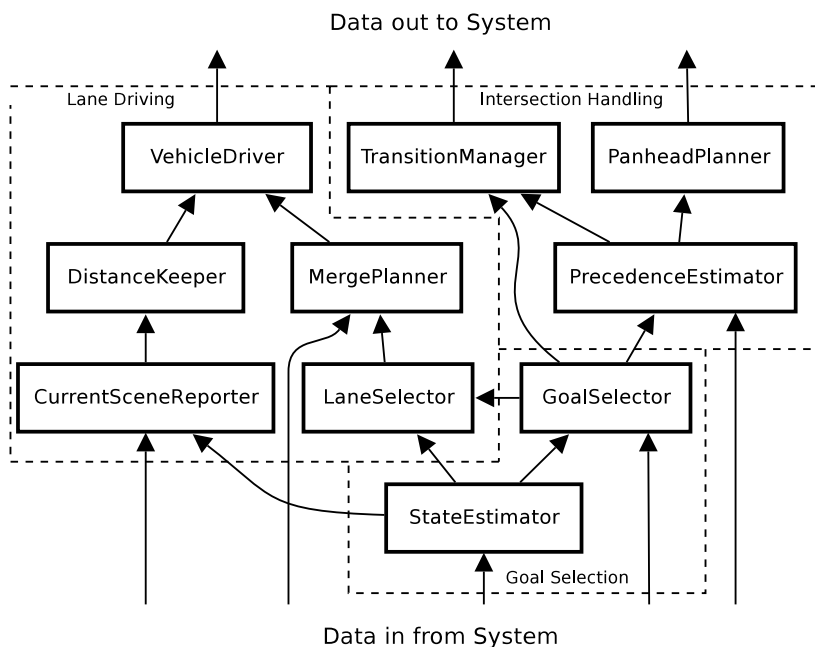 Data out to System
Lane Driving
Intersection Handling
VehicleDriver
TransitionManager
PanheadPlanner
DistanceKeeper
MergePlanner
PrecedenceEstimator
CurrentSceneReporter
LaneSelector
GoalSelector
StateEstimator
Goal Selection
Data in from System